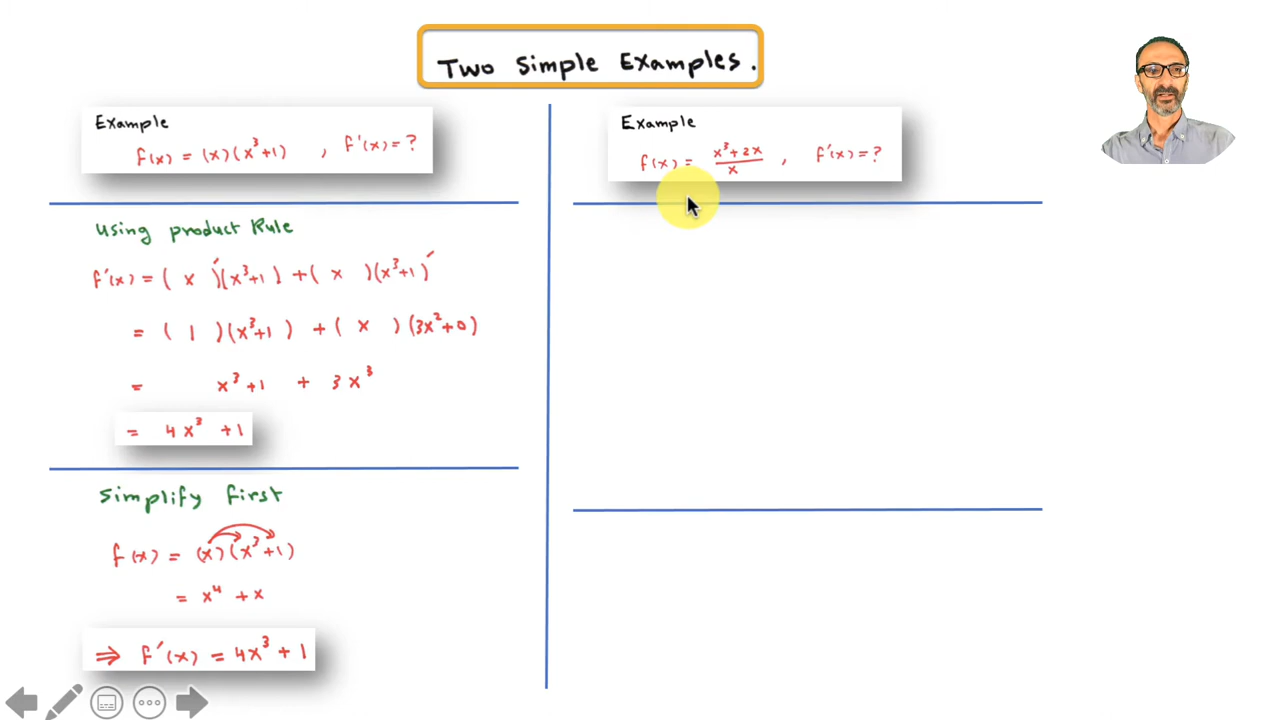 Two Simple Examples.
Example
f(x) = (x)(x³+1) , f'(x) = ?
Using product Rule
f'(x) = ( x )'(x³+1) + ( x )(x³+1)'
= ( 1 )(x³+1) + ( x )(3x²+0)
= x³+1 + 3x³
= 4x³ +1
Simplify first
f(x) = (x)(x³+1)
= x⁴ + x
⇒ f'(x) = 4x³ + 1
Example
f(x) = (x³+2x)/x , f'(x) = ?